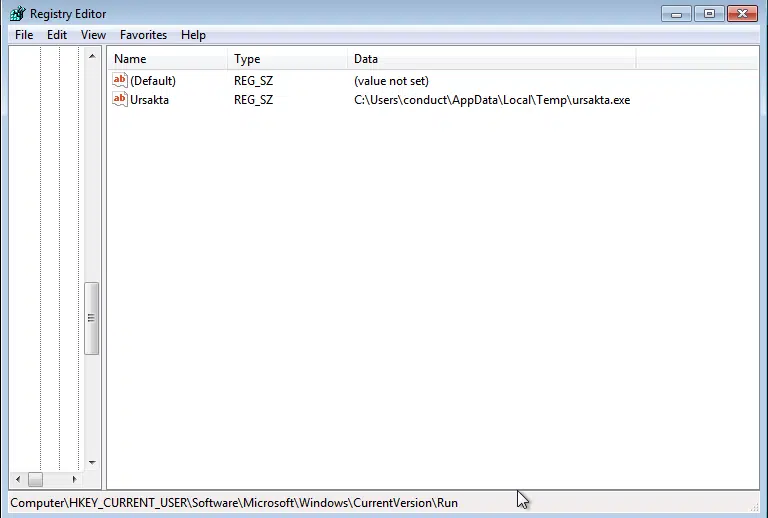 Registry Editor
File Edit View Favorites Help
Name Type Data
ab (Default) REG_SZ (value not set)
ab Ursakta REG_SZ C:\Users\conduct\AppData\Local\Temp\ursakta.exe
Computer\HKEY_CURRENT_USER\Software\Microsoft\Windows\CurrentVersion\Run